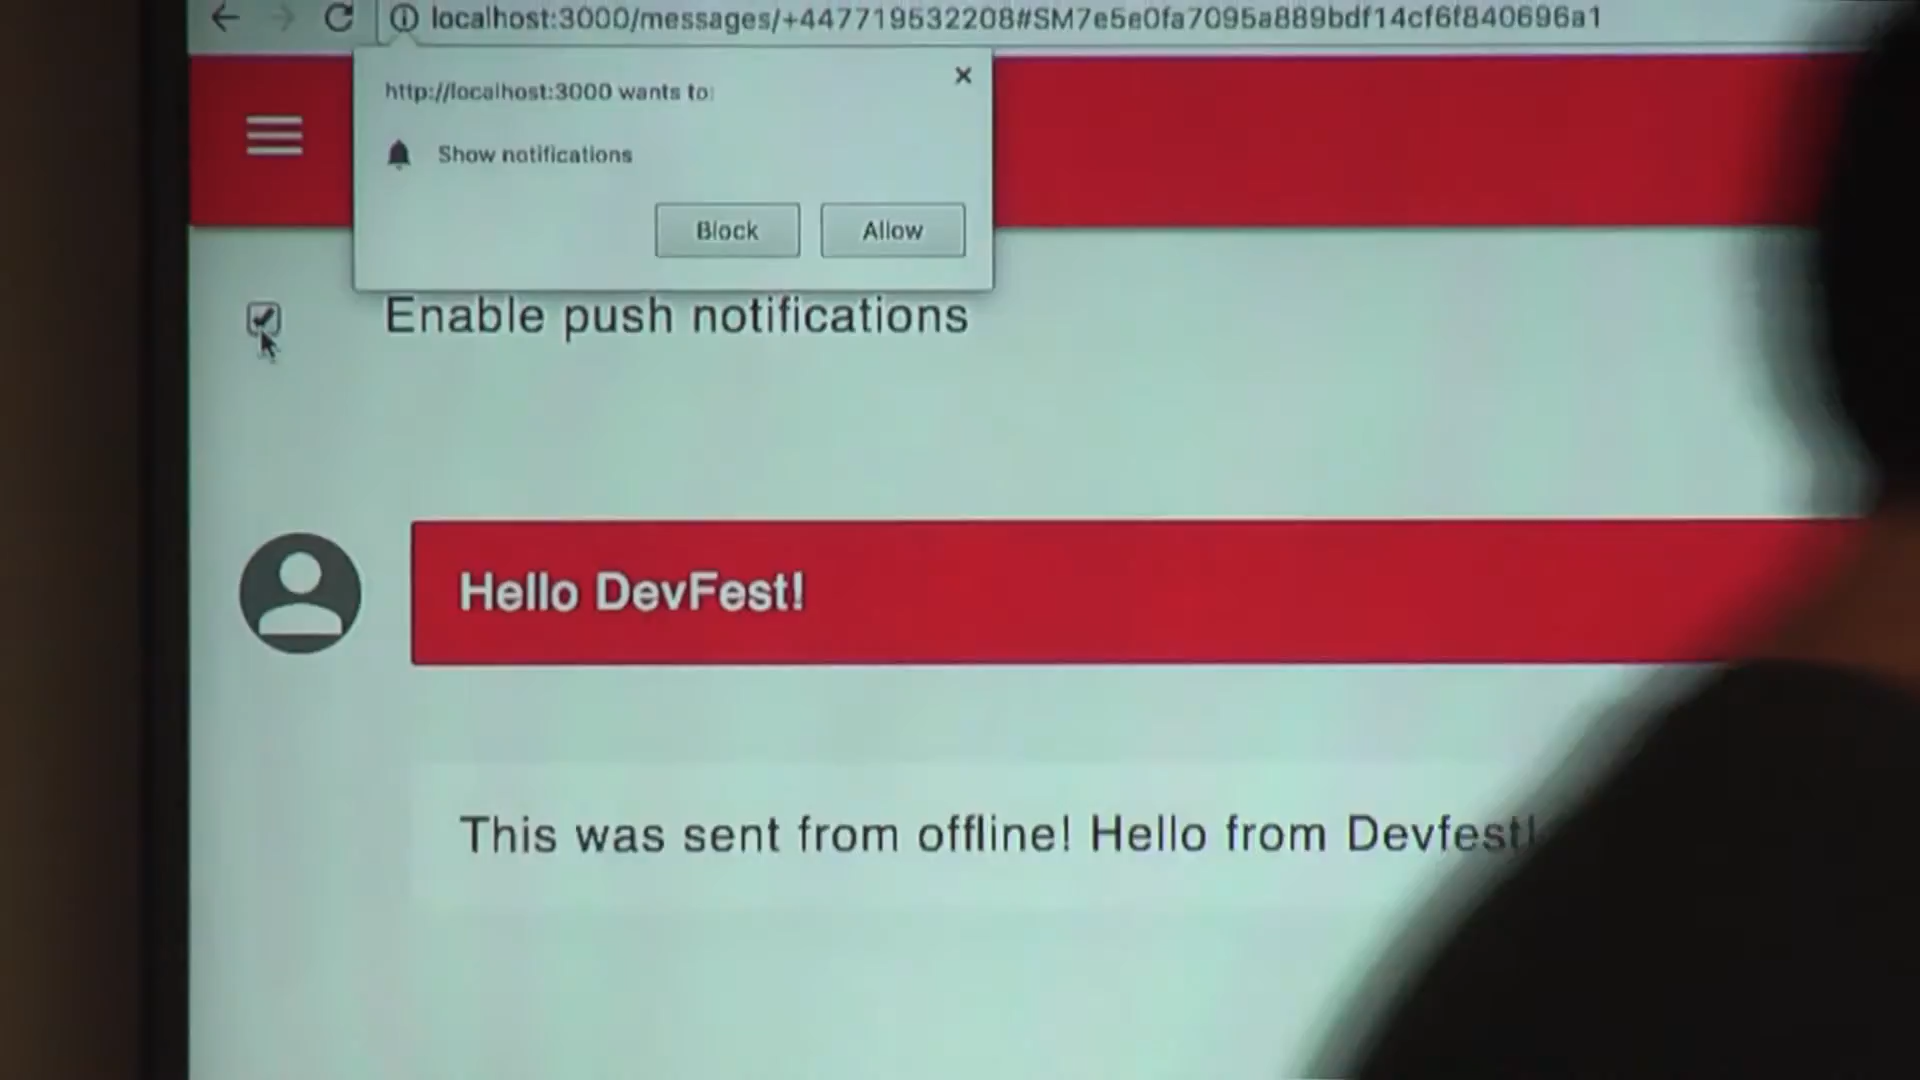 localhost:3000/messages/+447719532208#SM7e5e0fa7095a889bdf14cf6f840696a1
http://localhost:3000 wants to:
Show notifications
Block
Allow
Enable push notifications
Hello DevFest!
This was sent from offline! Hello from Devfest!